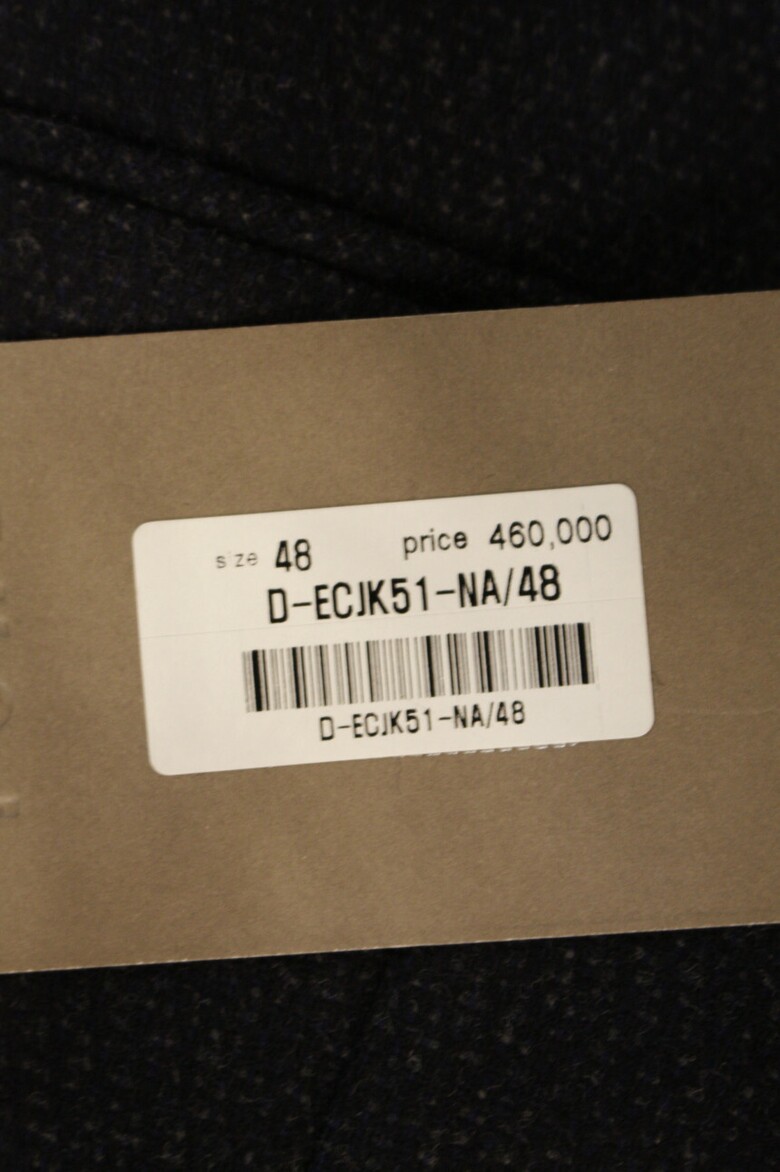 size 48 price 460,000
D-ECJK51-NA/48
D-ECJK51-NA/48